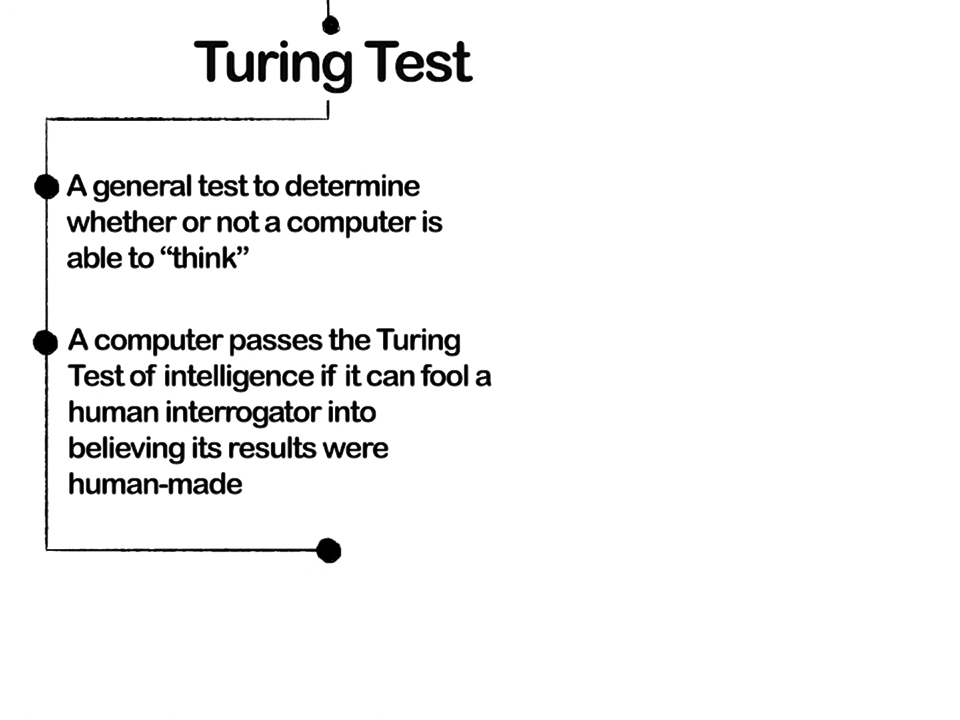 Turing Test
A general test to determine
whether or not a computer is
able to “think”
A computer passes the Turing
Test of intelligence if it can fool a
human interrogator into
believing its results were
human-made